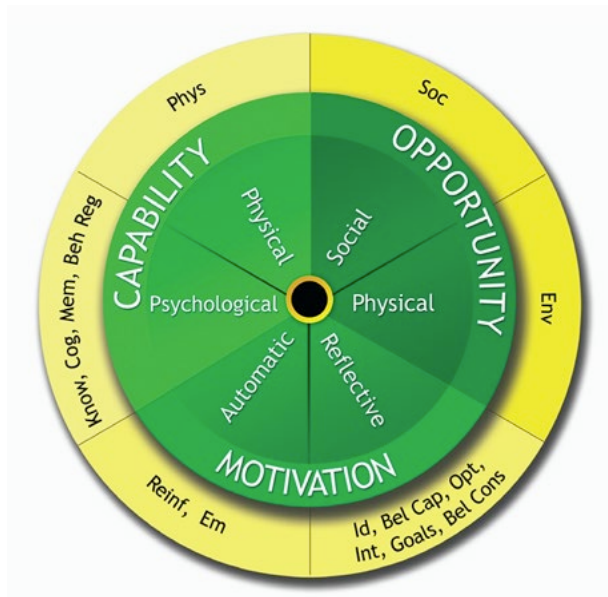 Phys
Soc
CAPABILITY
OPPORTUNITY
Physical
Social
Know, Cog, Mem, Beh Reg
Psychological
Physical
Env
Automatic
Reflective
MOTIVATION
Reinf, Em
Id, Bel Cap, Opt,
Int, Goals, Bel Cons